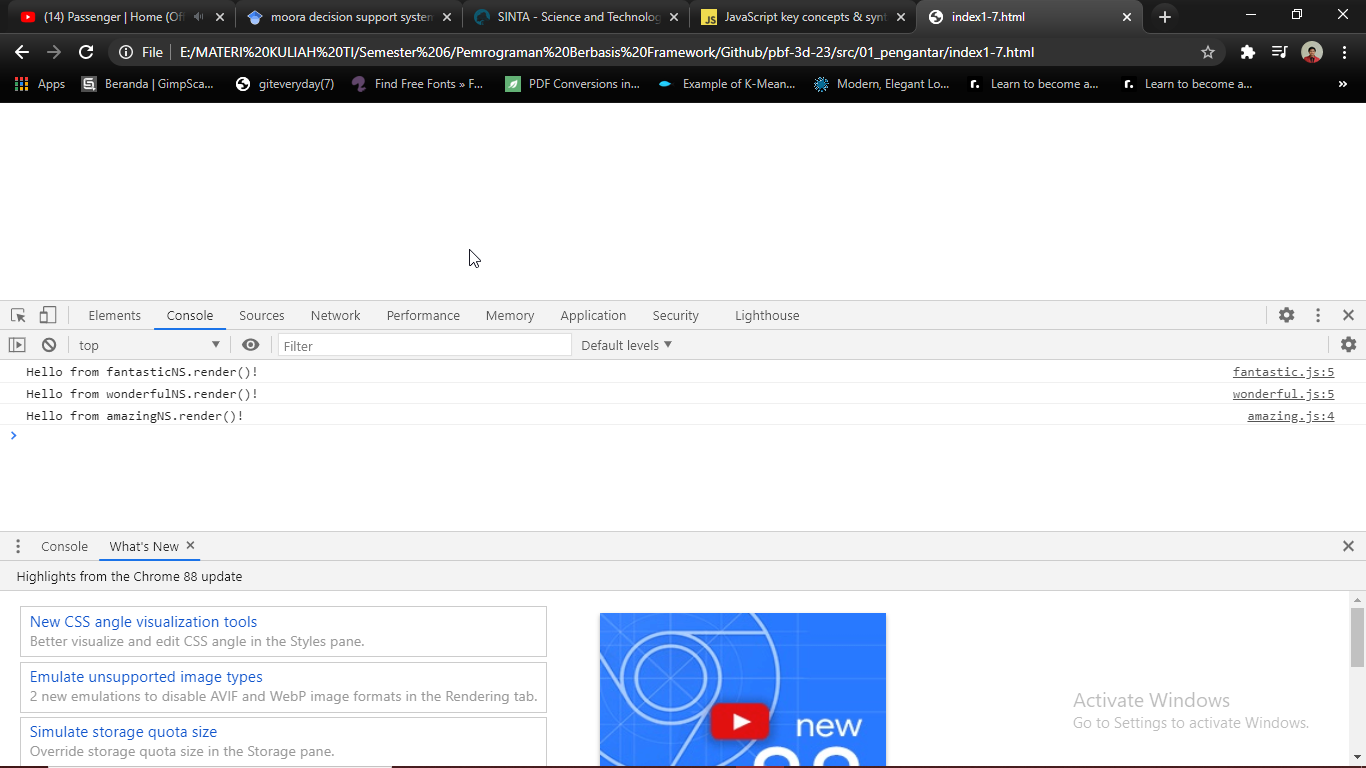 (14) Passenger | Home (Off
moora decision support system
SINTA - Science and Technolog
JavaScript key concepts & synt
index1-7.html
File
E:/MATERI%20KULIAH%20TI/Semester%206/Pemrograman%20Berbasis%20Framework/Github/pbf-3d-23/src/01_pengantar/index1-7.html
Apps
Beranda | GimpSca...
giteveryday(7)
Find Free Fonts » F...
PDF Conversions in...
Example of K-Mean...
Modern, Elegant Lo...
Learn to become a...
Learn to become a...
Elements
Console
Sources
Network
Performance
Memory
Application
Security
Lighthouse
top
Filter
Default levels
Hello from fantasticNS.render()!
fantastic.js:5
Hello from wonderfulNS.render()!
wonderful.js:5
Hello from amazingNS.render()!
amazing.js:4
Console
What's New
Highlights from the Chrome 88 update
New CSS angle visualization tools
Better visualize and edit CSS angle in the Styles pane.
Emulate unsupported image types
2 new emulations to disable AVIF and WebP image formats in the Rendering tab.
Simulate storage quota size
Override storage quota size in the Storage pane.
new
88
Activate Windows
Go to Settings to activate Windows.